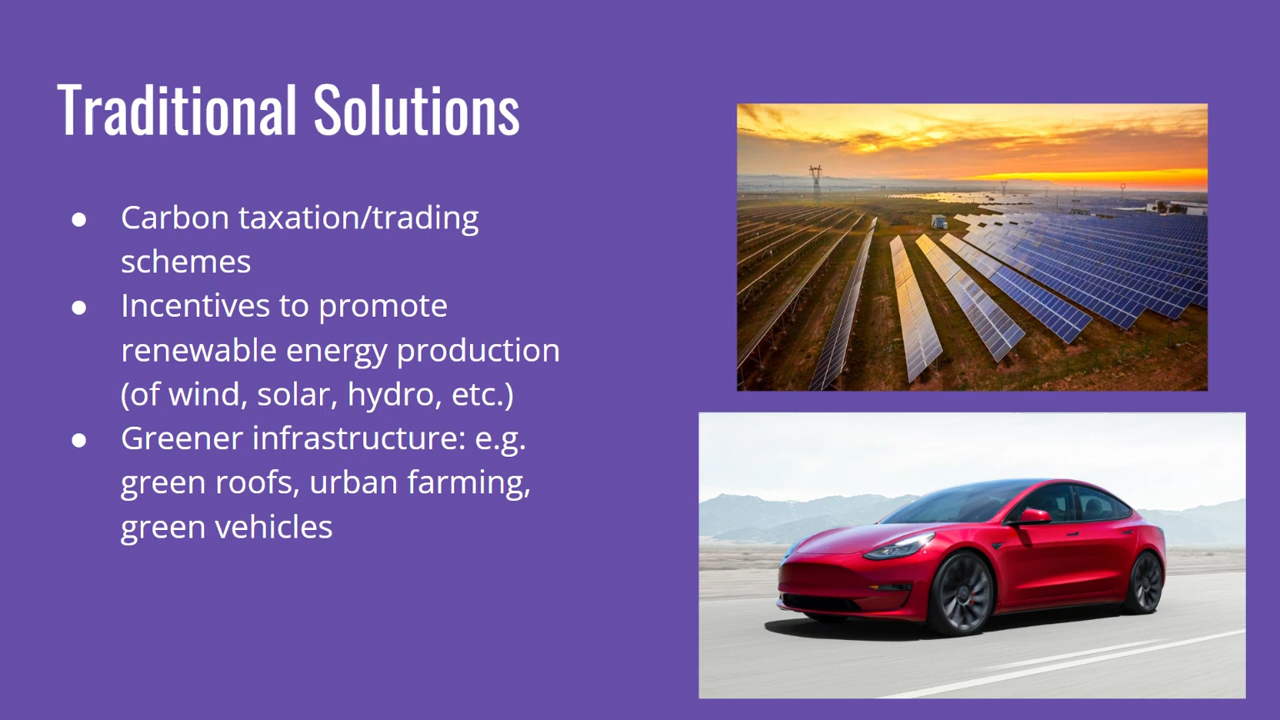 Traditional Solutions
● Carbon taxation/trading
schemes
● Incentives to promote
renewable energy production
(of wind, solar, hydro, etc.)
● Greener infrastructure: e.g.
green roofs, urban farming,
green vehicles